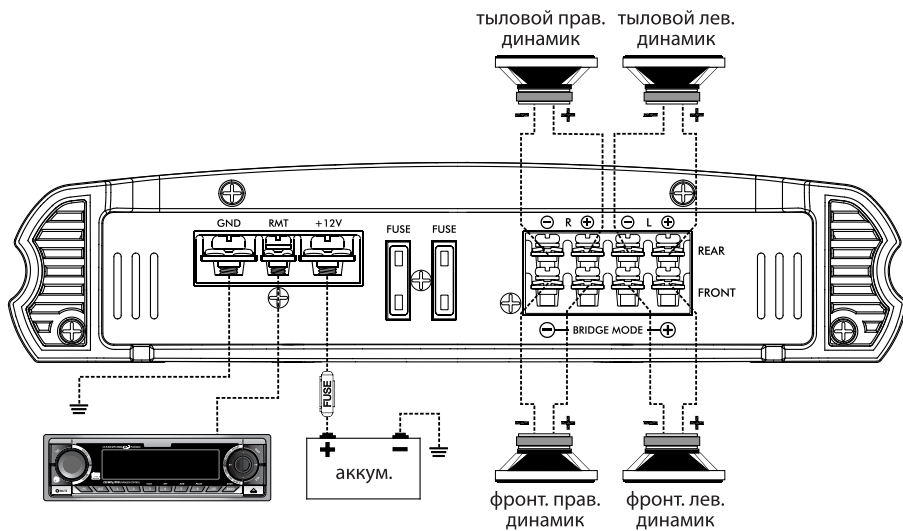 тыловой прав. динамик
тыловой лев. динамик
− +
− +
GND RMT +12V
FUSE FUSE
− R + − L +
REAR
FRONT
− BRIDGE MODE +
FUSE
+ −
аккум.
− +
− +
фронт. прав. динамик
фронт. лев. динамик